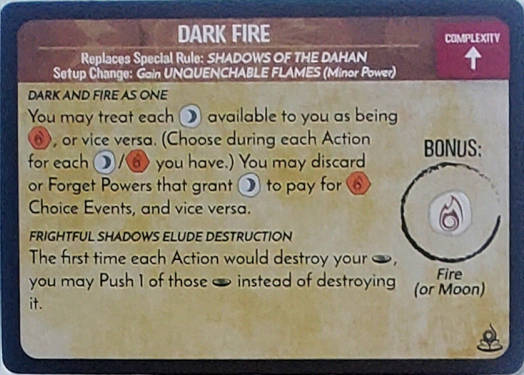 DARK FIRE
COMPLEXITY
Replaces Special Rule: SHADOWS OF THE DAHAN
Setup Change: Gain UNQUENCHABLE FLAMES (Minor Power)
DARK AND FIRE AS ONE
You may treat each available to you as being
, or vice versa. (Choose during each Action
for each / you have.) You may discard
or Forget Powers that grant to pay for
Choice Events, and vice versa.
BONUS:
Fire
(or Moon)
FRIGHTFUL SHADOWS ELUDE DESTRUCTION
The first time each Action would destroy your ,
you may Push 1 of those instead of destroying
it.